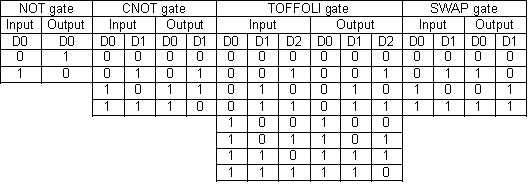 NOT gate CNOT gate TOFFOLI gate SWAP gate
Input Output Input Output Input Output Input Output
D0 D0 D0 D1 D0 D1 D0 D1 D2 D0 D1 D2 D0 D1 D0 D1
0 1 0 0 0 0 0 0 0 0 0 0 0 0 0 0
1 0 0 1 0 1 0 0 1 0 0 1 0 1 1 0
1 0 1 1 0 1 0 0 1 0 1 0 0 1
1 1 1 0 0 1 1 0 1 1 1 1 1 1
1 0 0 1 0 0
1 0 1 1 0 1
1 1 0 1 1 1
1 1 1 1 1 0